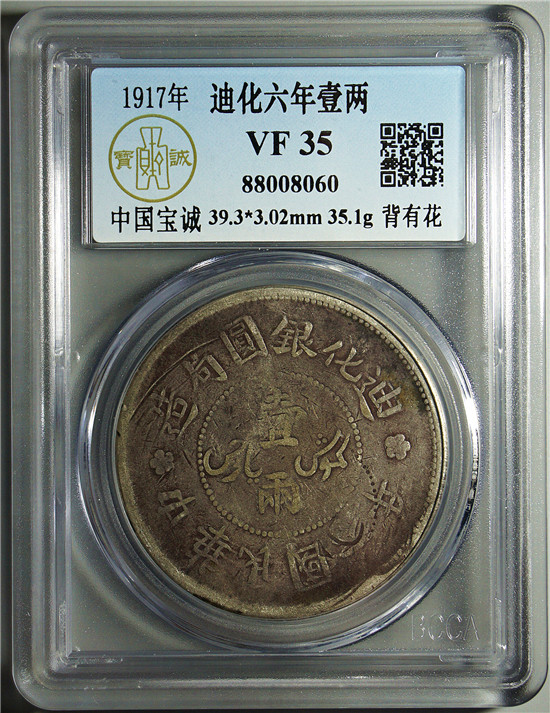 1917年 迪化六年壹两
VF 35
88008060
寶 誠
中国宝诚 39.3*3.02mm 35.1g 背有花
迪化銀圓局造
壹
兩
中華民國六年